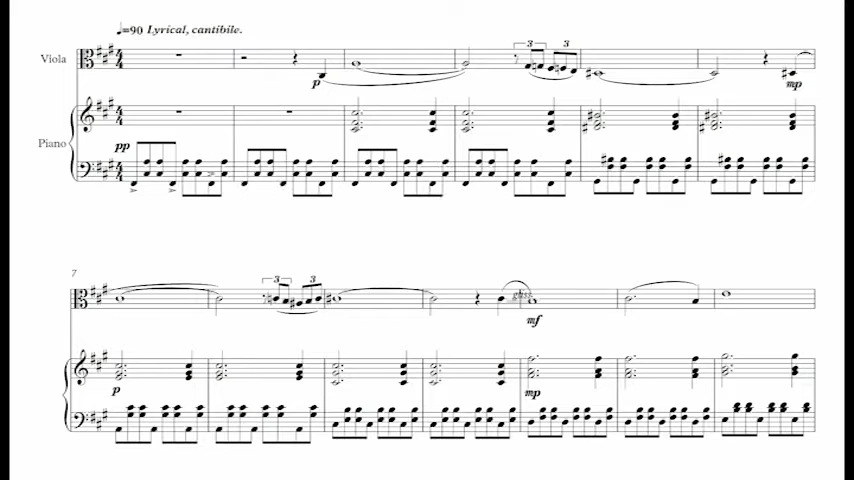 ♩=90 Lyrical, cantibile.
3 3
Viola
p mp
Piano
pp
7
3 3
gliss.
mf
p mp